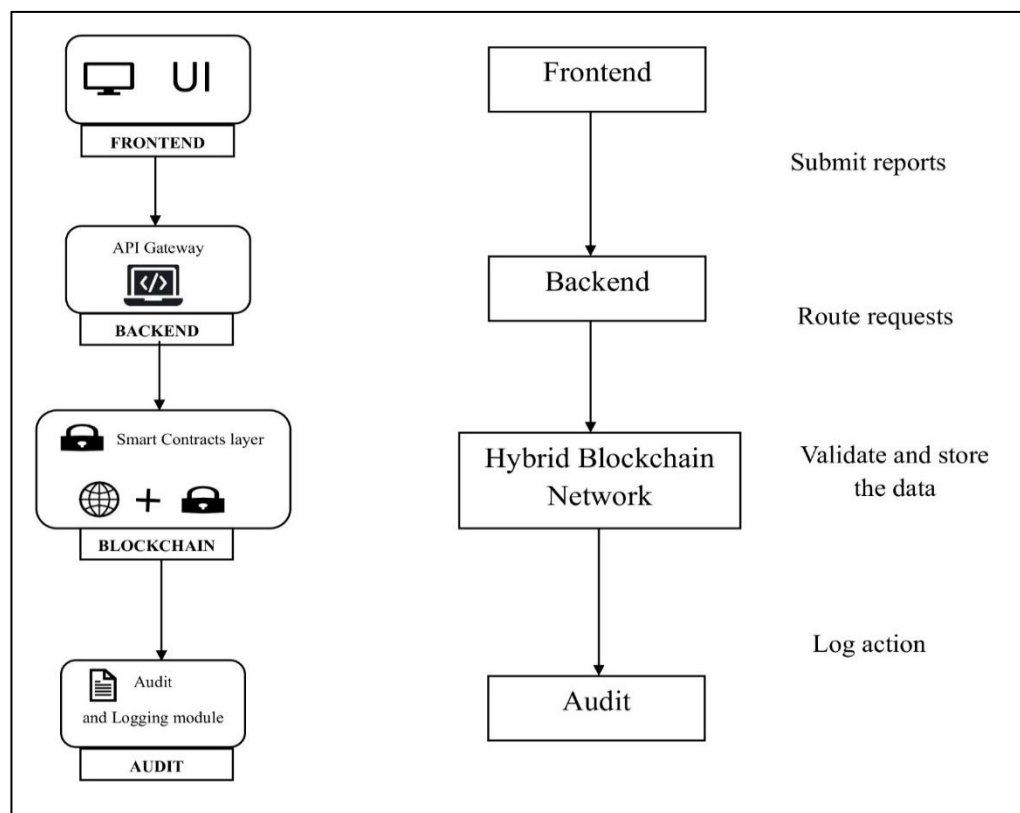 UI
FRONTEND
API Gateway
BACKEND
Smart Contracts layer
BLOCKCHAIN
Audit
and Logging module
AUDIT
Frontend
Submit reports
Backend
Route requests
Hybrid Blockchain
Network
Validate and store
the data
Log action
Audit